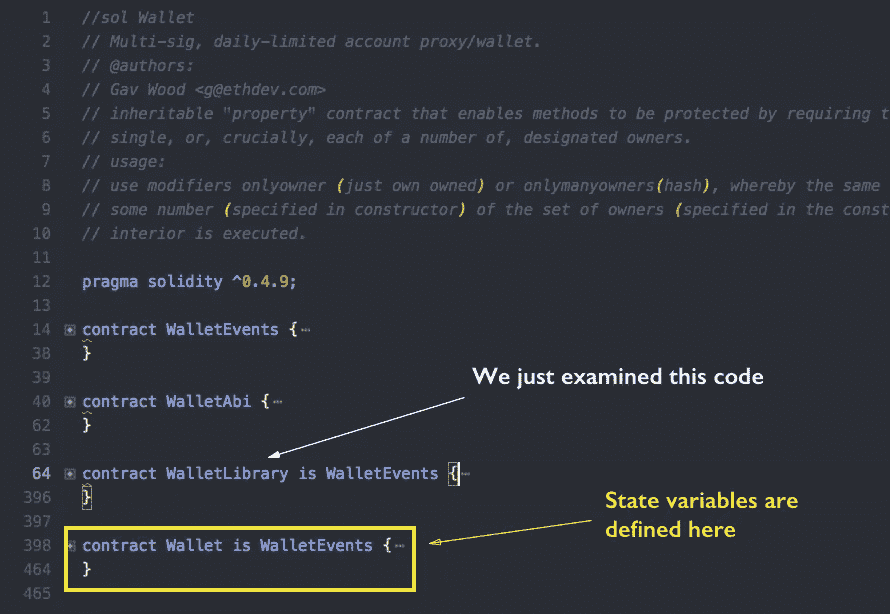 1 //sol Wallet
2 // Multi-sig, daily-limited account proxy/wallet.
3 // @authors:
4 // Gav Wood <g@ethdev.com>
5 // inheritable "property" contract that enables methods to be protected by requiring t
6 // single, or, crucially, each of a number of, designated owners.
7 // usage:
8 // use modifiers onlyowner (just own owned) or onlymanyowners(hash), whereby the same
9 // some number (specified in constructor) of the set of owners (specified in the const
10 // interior is executed.
11
12 pragma solidity ^0.4.9;
13
14 contract WalletEvents {⋯
38 }
39
We just examined this code
40 contract WalletAbi {⋯
62 }
63
64 contract WalletLibrary is WalletEvents {⋯
396 }
397
State variables are
defined here
398 contract Wallet is WalletEvents {⋯
464 }
465